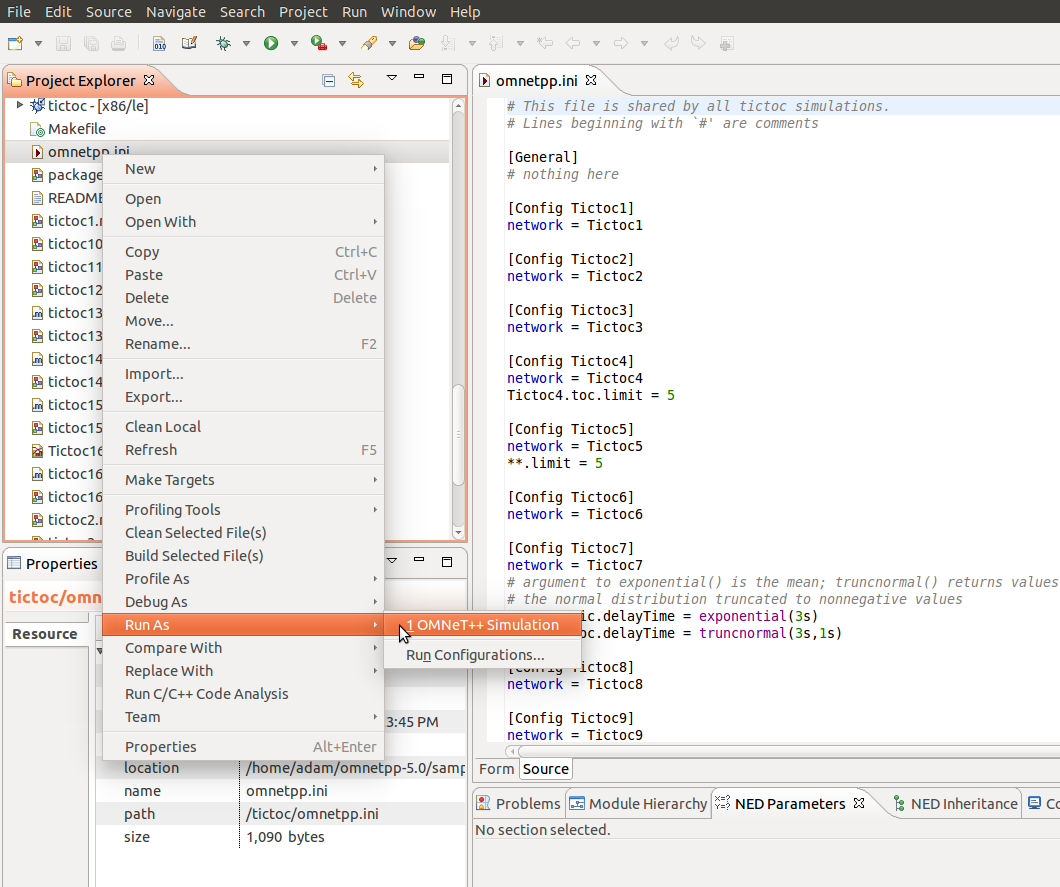 File Edit Source Navigate Search Project Run Window Help
Project Explorer
tictoc - [x86/le]
Makefile
omnetpp.ini
package
README
tictoc1.
tictoc10
tictoc11
tictoc12
tictoc13
tictoc13
tictoc14
tictoc14
tictoc15
tictoc15
Tictoc16
tictoc16
tictoc16
tictoc2.
New
Open
Open With
Copy Ctrl+C
Paste Ctrl+V
Delete Delete
Move...
Rename... F2
Import...
Export...
Clean Local
Refresh F5
Make Targets
Profiling Tools
Clean Selected File(s)
Build Selected File(s)
Profile As
Debug As
Run As
Compare With
Replace With
Run C/C++ Code Analysis
Team
Properties Alt+Enter
1 OMNeT++ Simulation
Run Configurations...
omnetpp.ini
# This file is shared by all tictoc simulations.
# Lines beginning with `#' are comments
[General]
# nothing here
[Config Tictoc1]
network = Tictoc1
[Config Tictoc2]
network = Tictoc2
[Config Tictoc3]
network = Tictoc3
[Config Tictoc4]
network = Tictoc4
Tictoc4.toc.limit = 5
[Config Tictoc5]
network = Tictoc5
**.limit = 5
[Config Tictoc6]
network = Tictoc6
[Config Tictoc7]
network = Tictoc7
# argument to exponential() is the mean; truncnormal() returns values
# the normal distribution truncated to nonnegative values
ic.delayTime = exponential(3s)
oc.delayTime = truncnormal(3s,1s)
[Config Tictoc8]
network = Tictoc8
[Config Tictoc9]
network = Tictoc9
Form Source
Properties
tictoc/omn
Resource
3:45 PM
location /home/adam/omnetpp-5.0/samp
name omnetpp.ini
path /tictoc/omnetpp.ini
size 1,090 bytes
Problems Module Hierarchy NED Parameters NED Inheritance Co
No section selected.